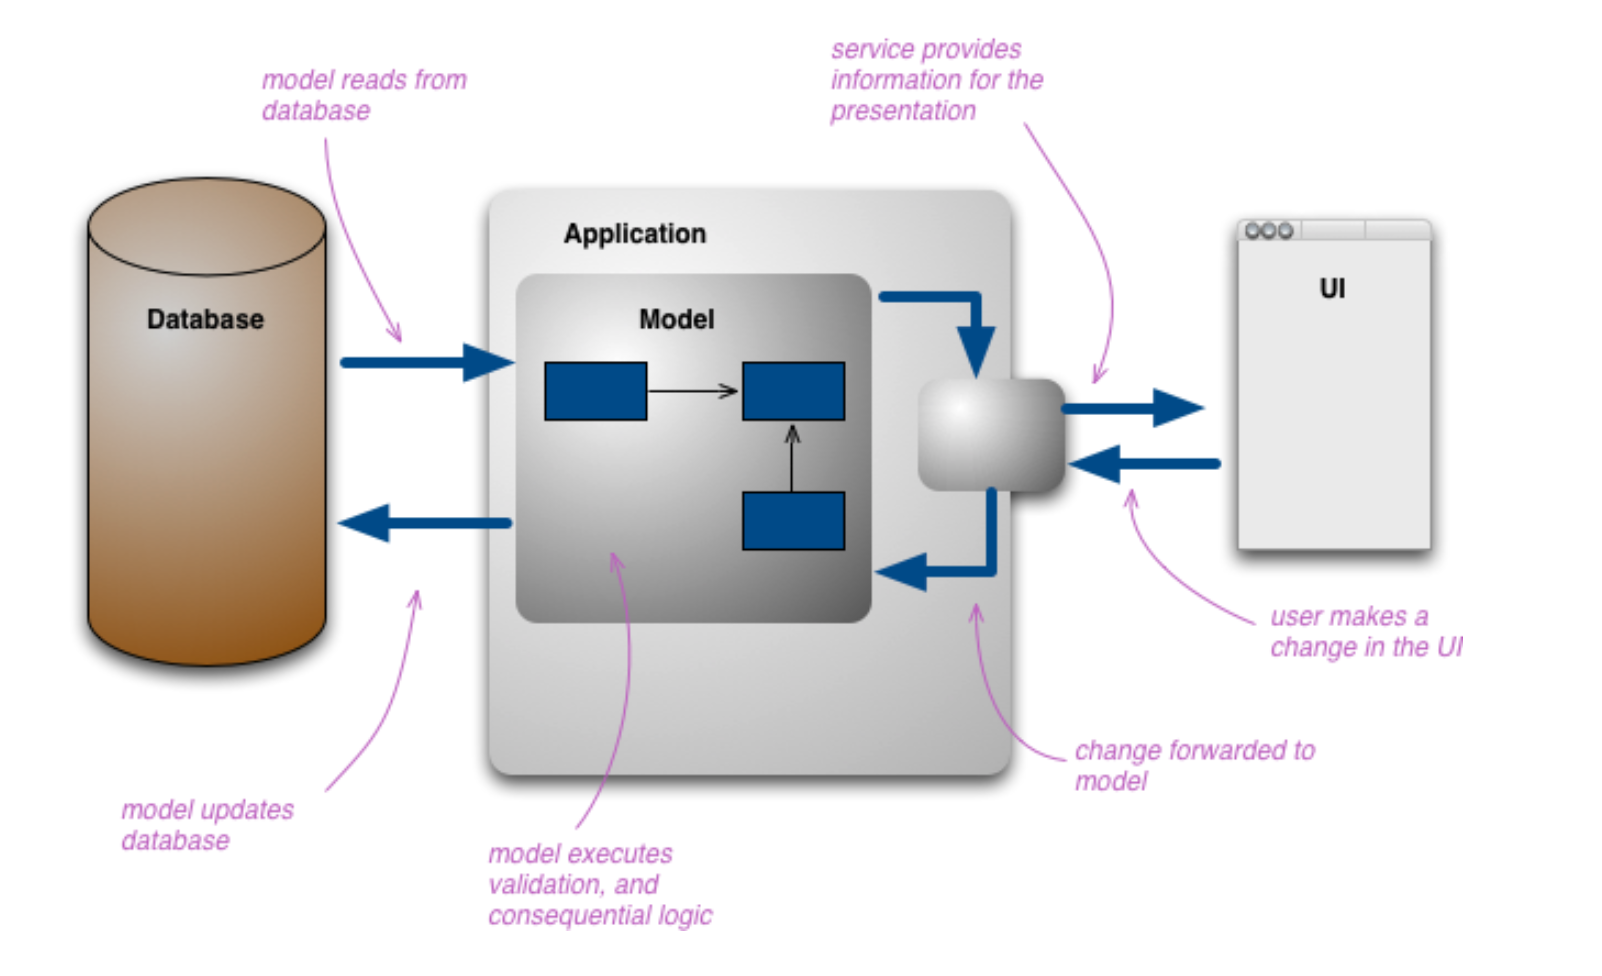 service provides
information for the
presentation
model reads from
database
Application
UI
Database
Model
user makes a
change in the UI
change forwarded to
model
model updates
database
model executes
validation, and
consequential logic